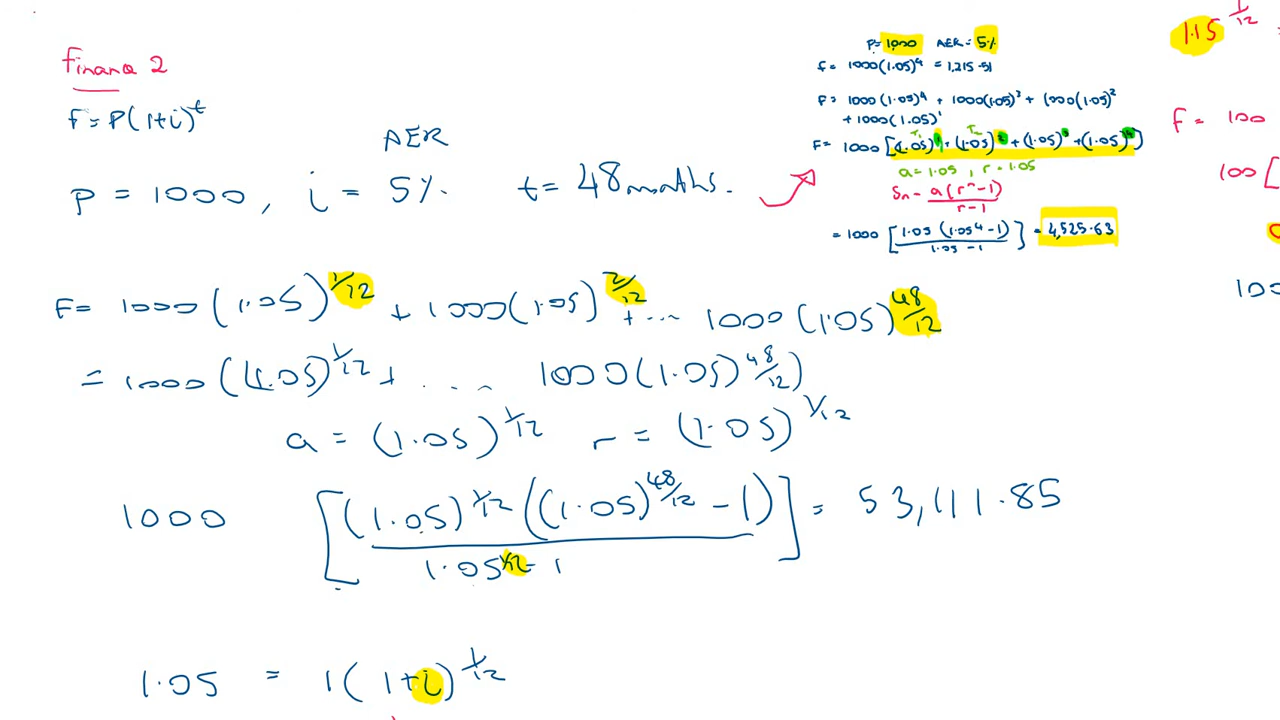 Finance 2
F=P(1+i)^t
AER
P = 1000, i = 5% t = 48 months.
F= 1000(1.05)^1/12 + 1000(1.05)^2/12 + ... 1000(1.05)^48/12
= 1000((1.05)^1/12 + .... 1000(1.05)^48/12)
a = (1.05)^1/12 r = (1.05)^1/12
1000 [(1.05)^1/12((1.05)^48/12 - 1) / 1.05^1/12 - 1] = 53,111.85
1.05 = 1(1+i)^1/12
P=1000 AER = 5%
F= 1000(1.05)^4 = 1,215.51
F= 1000(1.05)^4 + 1000(1.05)^3 + 1000(1.05)^2
+ 1000(1.05)^1
T1 T2
F= 1000[(1.05)^1+(1.05)^2+(1.05)^3+(1.05)^4]
a=1.05, r=1.05
Sn = a(r^n-1) / r-1
= 1000[1.05(1.05^4-1) / 1.05-1] = 4,525.63
1.15^1/12 =
F= 100
100[
100